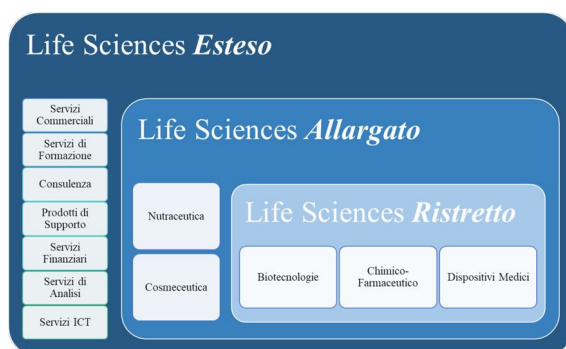 Life Sciences Esteso
Servizi
Commerciali
Servizi di
Formazione
Consulenza
Prodotti di
Supporto
Servizi
Finanziari
Servizi di
Analisi
Servizi ICT
Life Sciences Allargato
Nutraceutica
Cosmeceutica
Life Sciences Ristretto
Biotecnologie
Chimico-
Farmaceutico
Dispositivi Medici